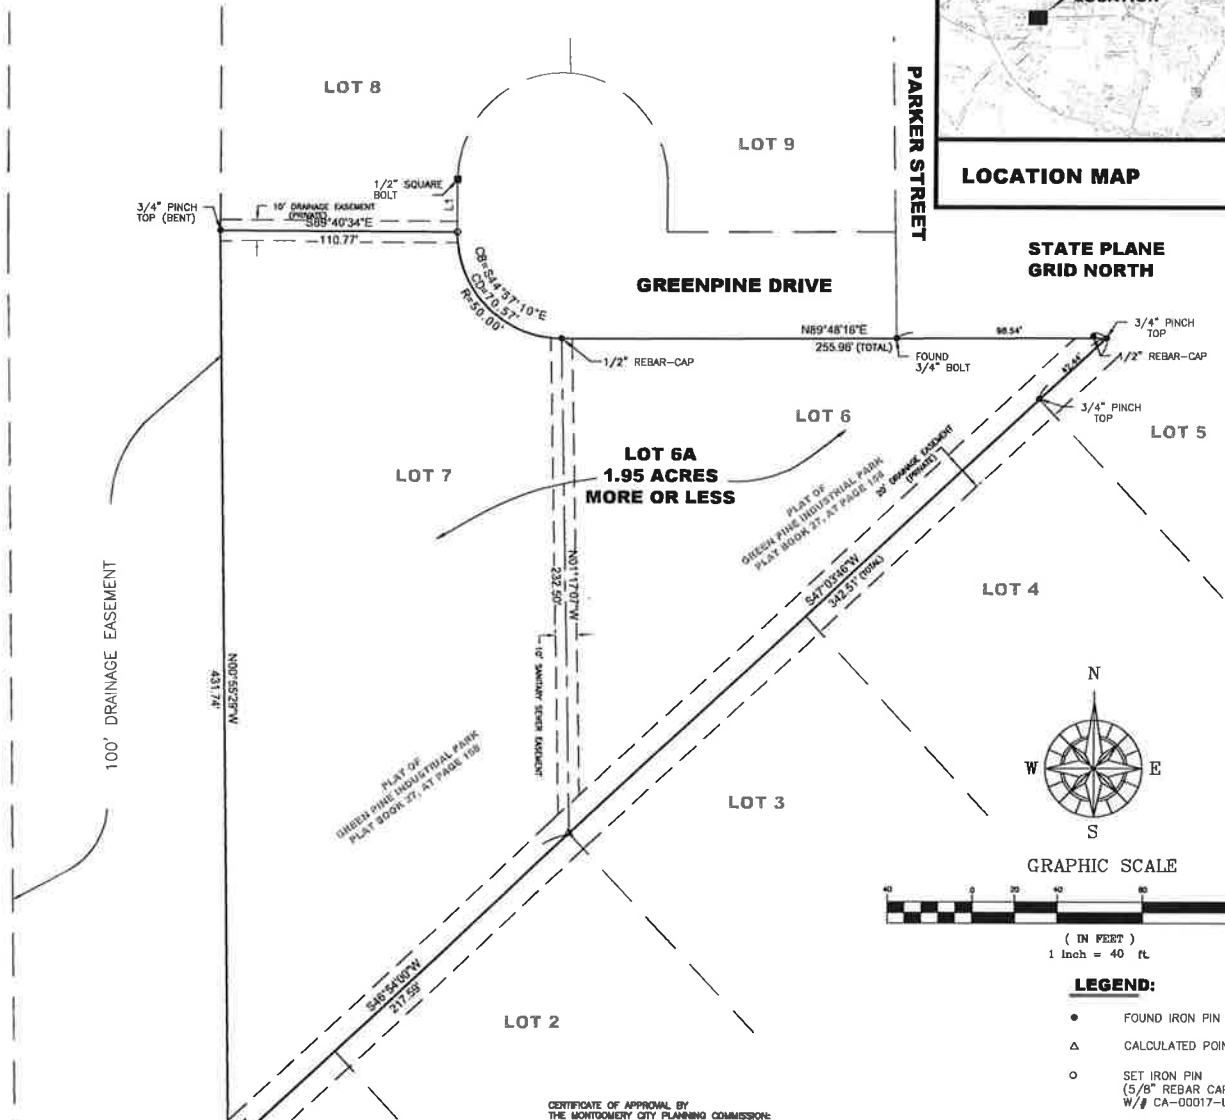 LOCATION MAP
PARKER STREET
STATE PLANE
GRID NORTH
LOT 8
LOT 9
1/2" SQUARE
BOLT
L1
3/4" PINCH
TOP (BENT)
10' DRAINAGE EASEMENT
(PRIVATE)
S89°40'34"E
110.77'
CB=S44°57'10"E
CD=70.57'
R=50.00'
GREENPINE DRIVE
N89°48'16"E
255.96' (TOTAL)
98.54'
3/4" PINCH
TOP
1/2" REBAR-CAP
1/2" REBAR-CAP
FOUND
3/4" BOLT
3/4" PINCH
TOP
LOT 6
LOT 5
LOT 7
LOT 6A
1.95 ACRES
MORE OR LESS
20' DRAINAGE EASEMENT
(PRIVATE)
PLAT OF
GREEN PINE INDUSTRIAL PARK
PLAT BOOK 27, AT PAGE 158
N01°17'07"W
232.50'
10' SANITARY SEWER EASEMENT
S47°03'46"W
342.51' (TOTAL)
LOT 4
100' DRAINAGE EASEMENT
N00°55'29"W
431.74'
PLAT OF
GREEN PINE INDUSTRIAL PARK
PLAT BOOK 27, AT PAGE 158
LOT 3
N
W E
S
GRAPHIC SCALE
40 0 20 40 80
( IN FEET )
1 inch = 40 ft.
S46°54'00"W
217.59'
LOT 2
LEGEND:
FOUND IRON PIN
CALCULATED POIN
SET IRON PIN
(5/8" REBAR CAP
W/# CA-00017-L
CERTIFICATE OF APPROVAL BY
THE MONTGOMERY CITY PLANNING COMMISSION: